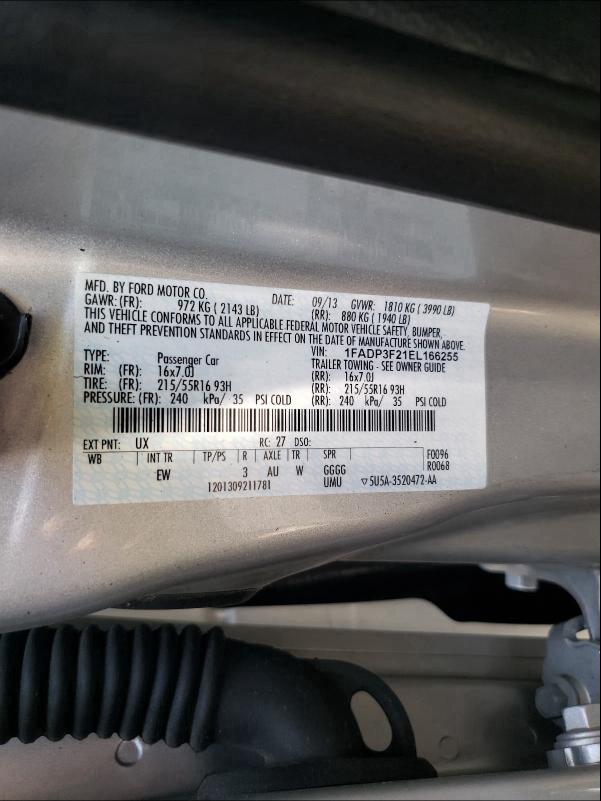 MFD. BY FORD MOTOR CO. DATE: 09/13 GVWR: 1810 KG ( 3990 LB)
GAWR: (FR): 972 KG ( 2143 LB) (RR): 880 KG ( 1940 LB)
THIS VEHICLE CONFORMS TO ALL APPLICABLE FEDERAL MOTOR VEHICLE SAFETY, BUMPER,
AND THEFT PREVENTION STANDARDS IN EFFECT ON THE DATE OF MANUFACTURE SHOWN ABOVE.
VIN: 1FADP3F21EL166255
TYPE: Passenger Car TRAILER TOWING - SEE OWNER GUIDE
RIM: (FR): 16x7.0J (RR): 16x7.0J
TIRE: (FR): 215/55R16 93H (RR): 215/55R16 93H
PRESSURE: (FR): 240 kPa/ 35 PSI COLD (RR): 240 kPa/ 35 PSI COLD
EXT PNT: UX RC: 27 DSO: -
WB INT TR TP/PS R AXLE TR SPR F0096
EW 3 AU W GGGG R0068
1201309211781 UMU ▽5U5A-3520472-AA